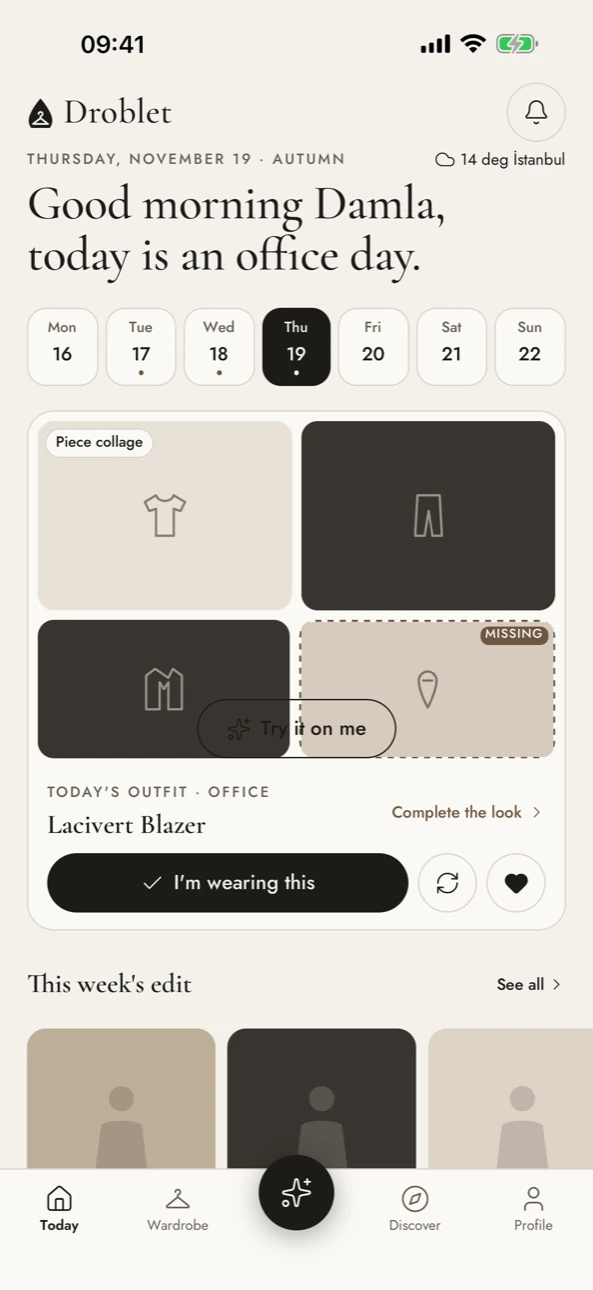 09:41
Droblet
THURSDAY, NOVEMBER 19 · AUTUMN
14 deg İstanbul
Good morning Damla,
today is an office day.
Mon Tue Wed Thu Fri Sat Sun
16 17 18 19 20 21 22
Piece collage
MISSING
Try it on me
TODAY'S OUTFIT · OFFICE
Complete the look
Lacivert Blazer
I'm wearing this
This week's edit
See all
Today Wardrobe Discover Profile